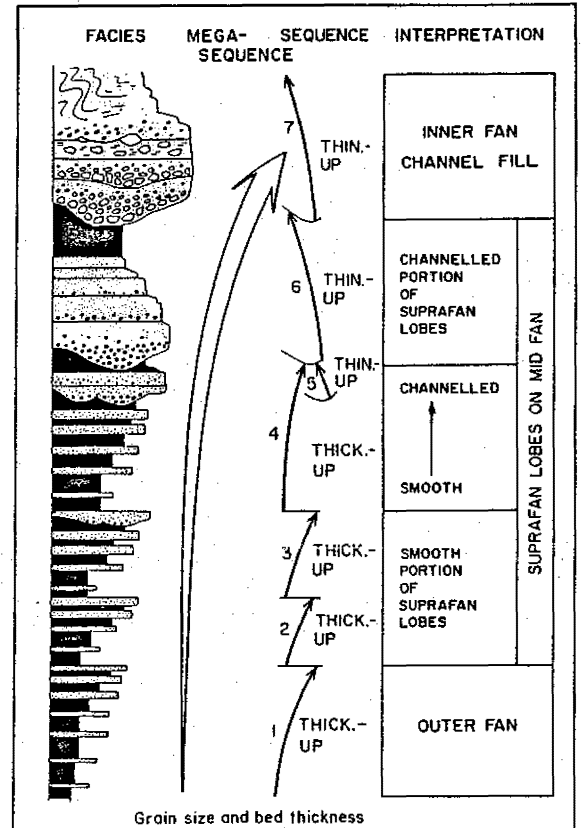 FACIES MEGA- SEQUENCE INTERPRETATION
SEQUENCE
7
THIN.-
UP
INNER FAN
CHANNEL FILL
6
THIN.-
UP
CHANNELLED
PORTION
OF
SUPRAFAN
LOBES
THIN.-
UP
5
4
THICK.-
UP
CHANNELLED
SMOOTH
3
THICK.-
UP
2
THICK.-
UP
SMOOTH
PORTION
OF
SUPRAFAN
LOBES
SUPRAFAN LOBES ON MID FAN
1
THICK.-
UP
OUTER FAN
Grain size and bed thickness